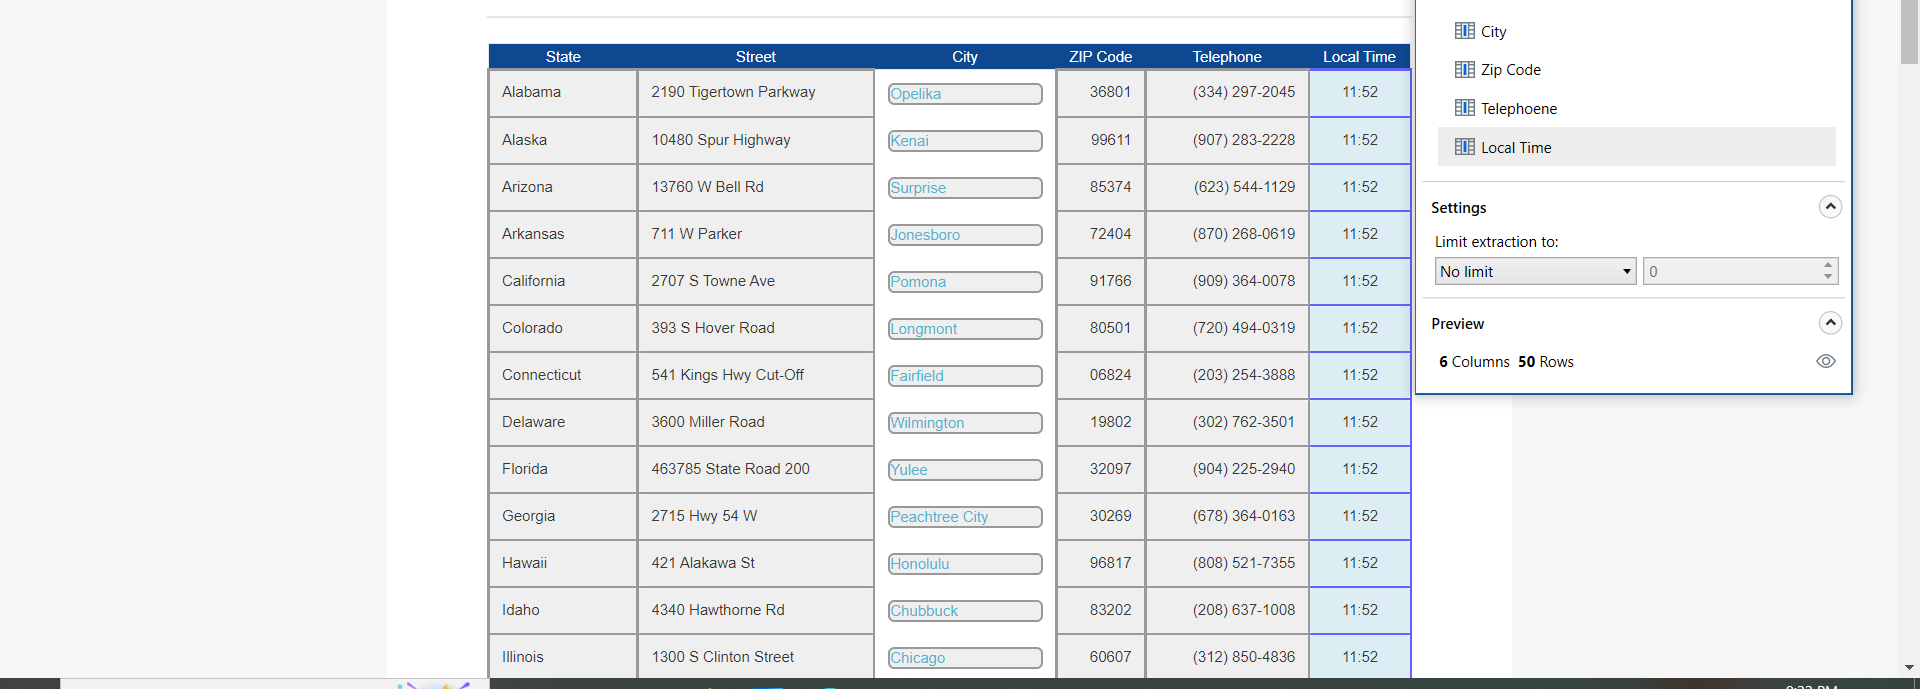 State Street City ZIP Code Telephone Local Time
Alabama 2190 Tigertown Parkway Opelika 36801 (334) 297-2045 11:52
Alaska 10480 Spur Highway Kenai 99611 (907) 283-2228 11:52
Arizona 13760 W Bell Rd Surprise 85374 (623) 544-1129 11:52
Arkansas 711 W Parker Jonesboro 72404 (870) 268-0619 11:52
California 2707 S Towne Ave Pomona 91766 (909) 364-0078 11:52
Colorado 393 S Hover Road Longmont 80501 (720) 494-0319 11:52
Connecticut 541 Kings Hwy Cut-Off Fairfield 06824 (203) 254-3888 11:52
Delaware 3600 Miller Road Wilmington 19802 (302) 762-3501 11:52
Florida 463785 State Road 200 Yulee 32097 (904) 225-2940 11:52
Georgia 2715 Hwy 54 W Peachtree City 30269 (678) 364-0163 11:52
Hawaii 421 Alakawa St Honolulu 96817 (808) 521-7355 11:52
Idaho 4340 Hawthorne Rd Chubbuck 83202 (208) 637-1008 11:52
Illinois 1300 S Clinton Street Chicago 60607 (312) 850-4836 11:52
City
Zip Code
Telephoene
Local Time
Settings
Limit extraction to:
No limit 0
Preview
6 Columns 50 Rows